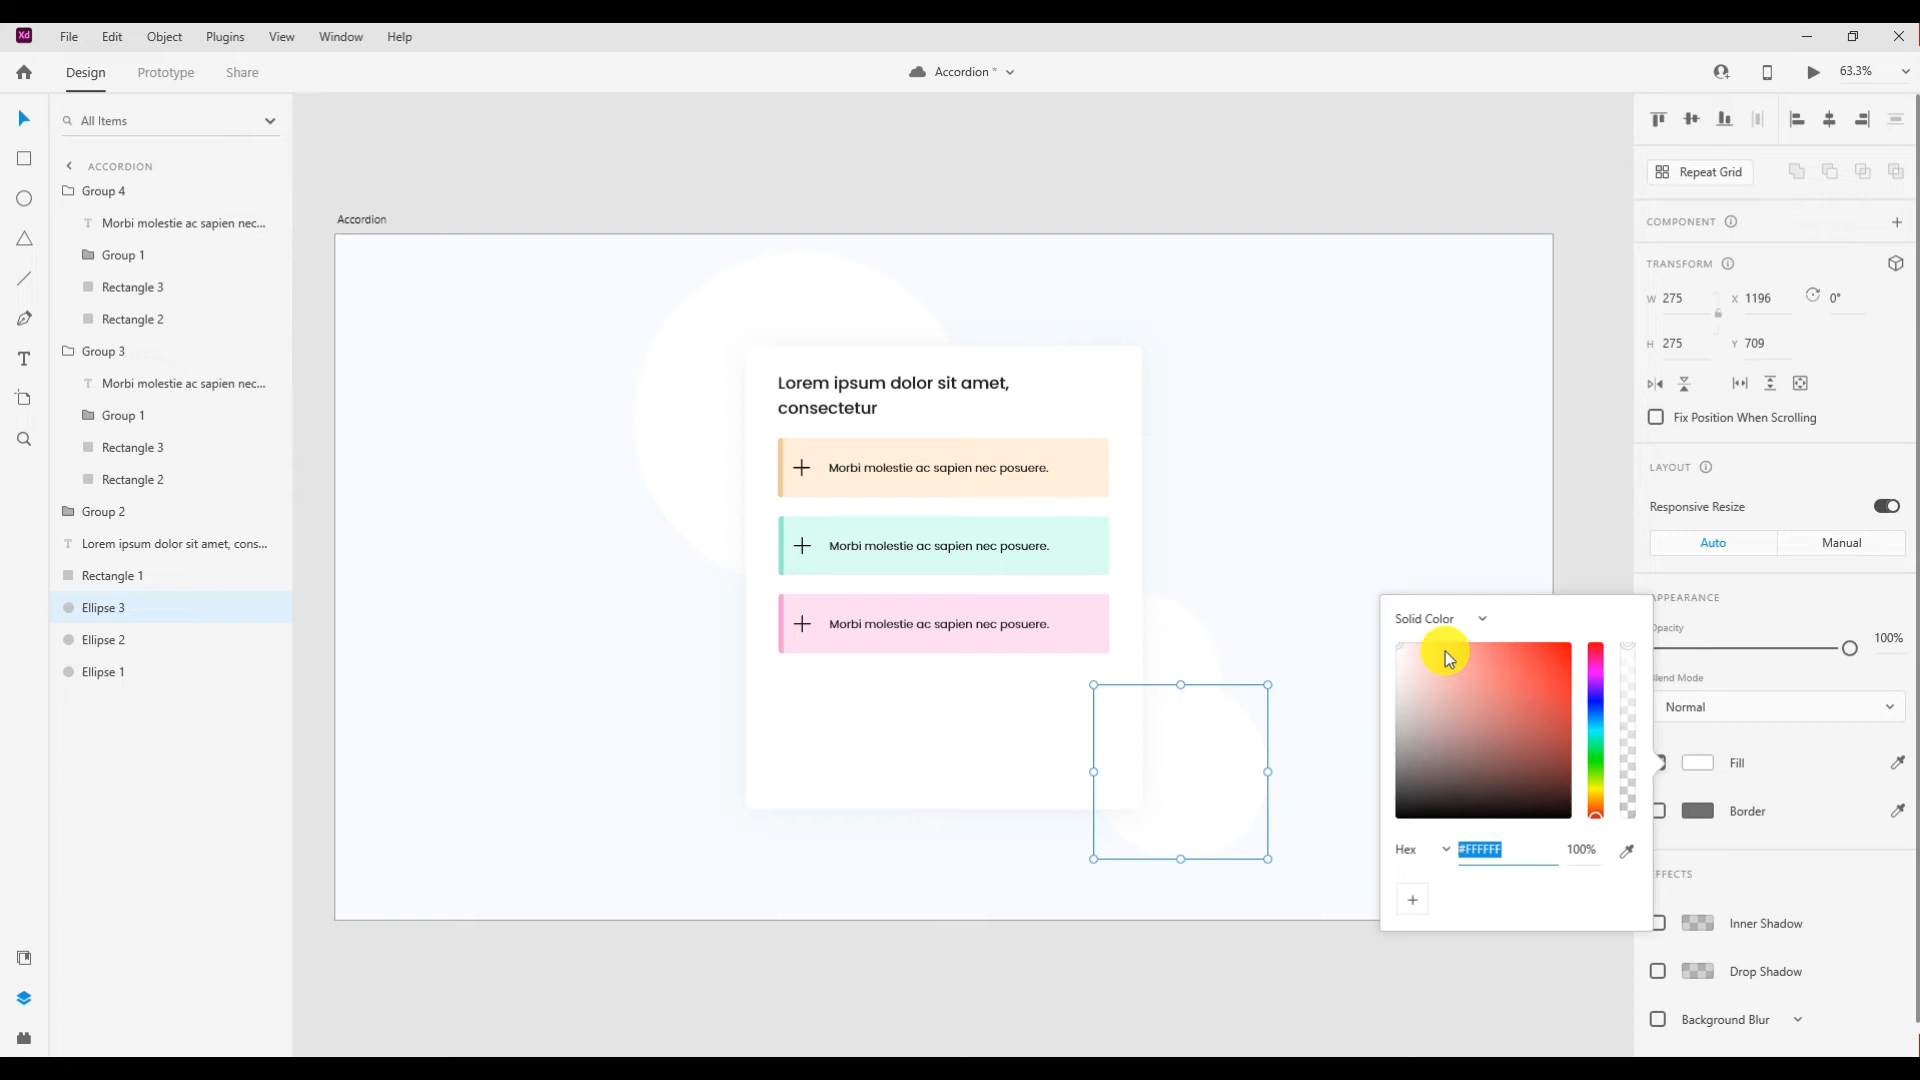 Xd File Edit Object Plugins View Window Help
Design Prototype Share
Accordion *
63.3%
All Items
ACCORDION
Group 4
Morbi molestie ac sapien nec...
Group 1
Rectangle 3
Rectangle 2
Group 3
Morbi molestie ac sapien nec...
Group 1
Rectangle 3
Rectangle 2
Group 2
Lorem ipsum dolor sit amet, cons...
Rectangle 1
Ellipse 3
Ellipse 2
Ellipse 1
Accordion
Lorem ipsum dolor sit amet,
consectetur
Morbi molestie ac sapien nec posuere.
Morbi molestie ac sapien nec posuere.
Morbi molestie ac sapien nec posuere.
Solid Color
Hex #FFFFFF 100%
Repeat Grid
COMPONENT
TRANSFORM
W 275 X 1196 0°
H 275 Y 709
Fix Position When Scrolling
LAYOUT
Responsive Resize
Auto Manual
APPEARANCE
Opacity
100%
Blend Mode
Normal
Fill
Border
EFFECTS
Inner Shadow
Drop Shadow
Background Blur